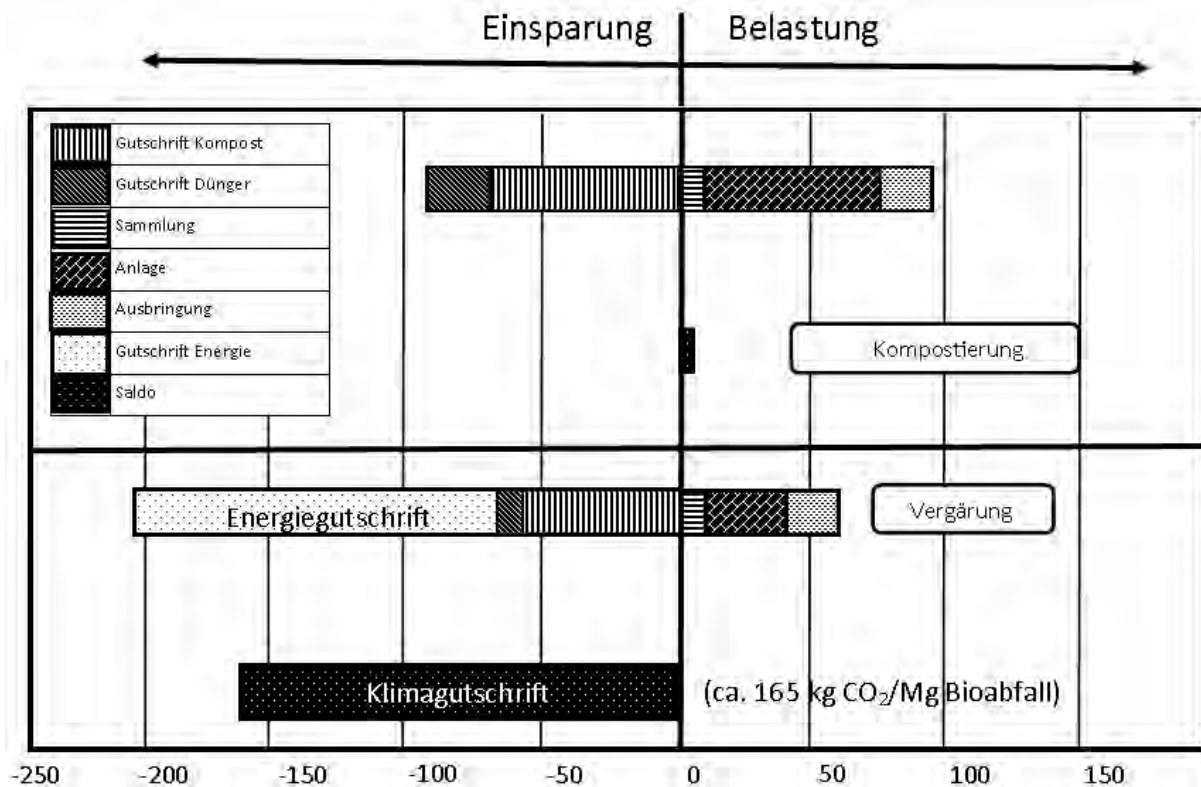 Einsparung Belastung
Gutschrift Kompost
Gutschrift Dünger
Sammlung
Anlage
Ausbringung
Gutschrift Energie
Saldo
Kompostierung
Energiegutschrift
Vergärung
Klimagutschrift
(ca. 165 kg CO₂/Mg Bioabfall)
-250 -200 -150 -100 -50 0 50 100 150